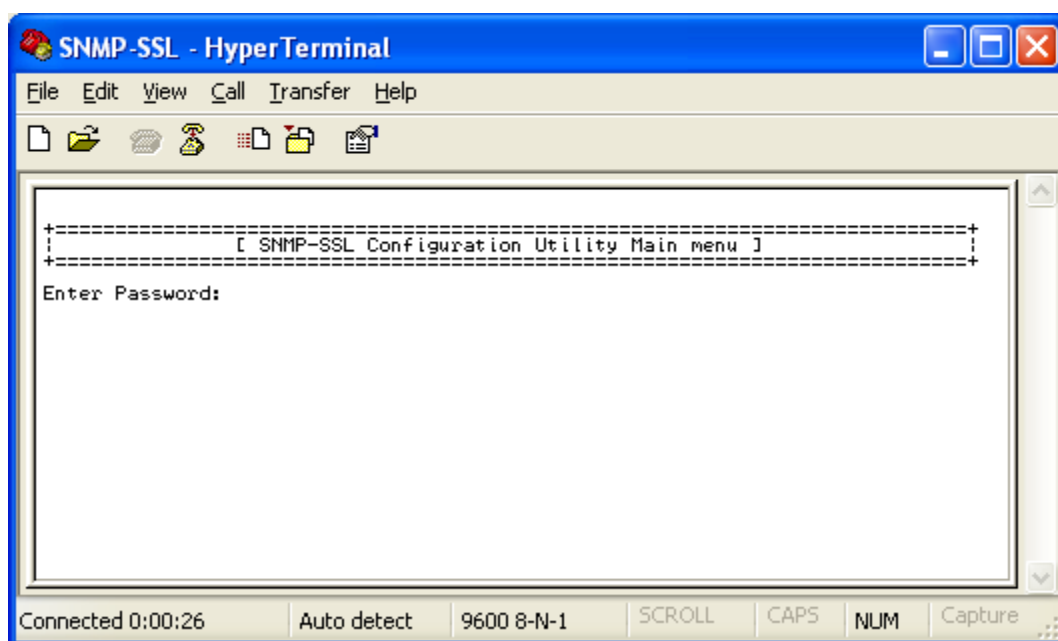 SNMP-SSL - HyperTerminal
File Edit View Call Transfer Help
+============================================================================+
¦ [ SNMP-SSL Configuration Utility Main menu ] ¦
+============================================================================+
Enter Password:
Connected 0:00:26 Auto detect 9600 8-N-1 SCROLL CAPS NUM Capture